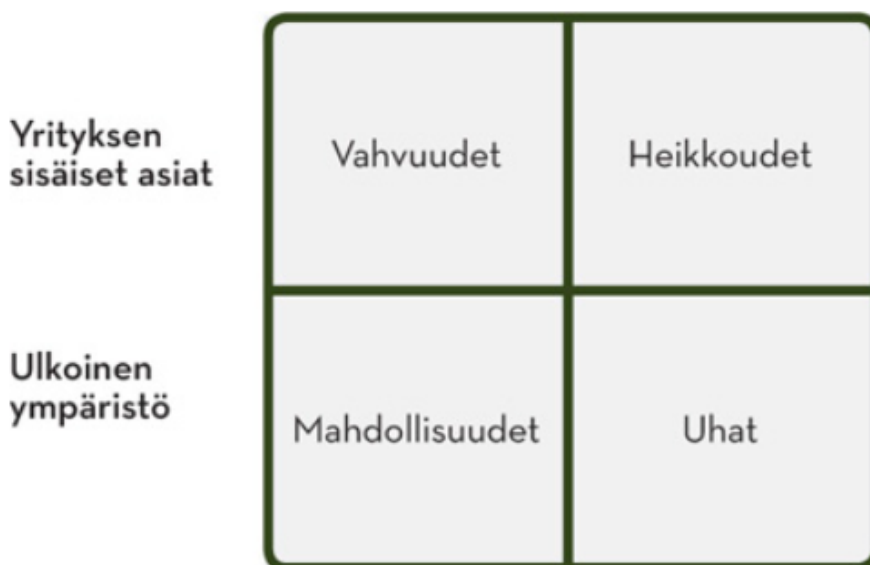 Yrityksen
sisäiset asiat
Vahvuudet
Heikkoudet
Ulkoinen
ympäristö
Mahdollisuudet
Uhat